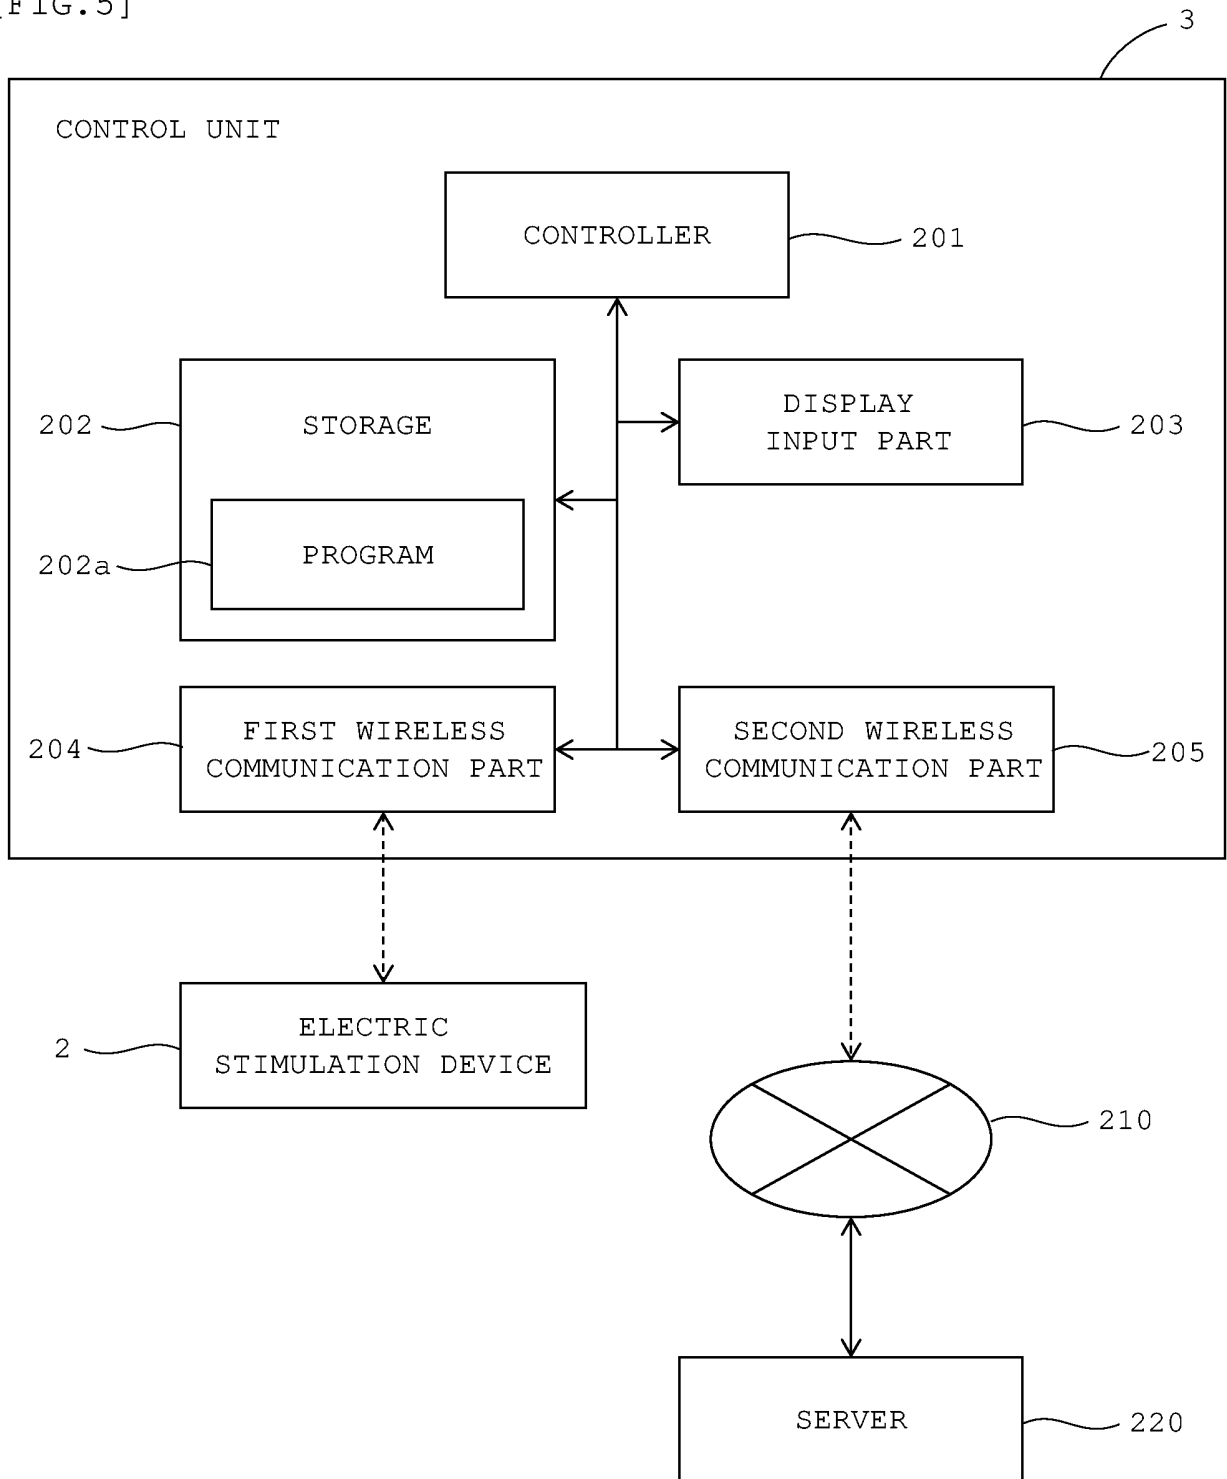 [FIG.5]
3
CONTROL UNIT
CONTROLLER
201
202
STORAGE
DISPLAY
INPUT PART
203
202a
PROGRAM
204
FIRST WIRELESS
COMMUNICATION PART
SECOND WIRELESS
COMMUNICATION PART
205
2
ELECTRIC
STIMULATION DEVICE
210
SERVER
220